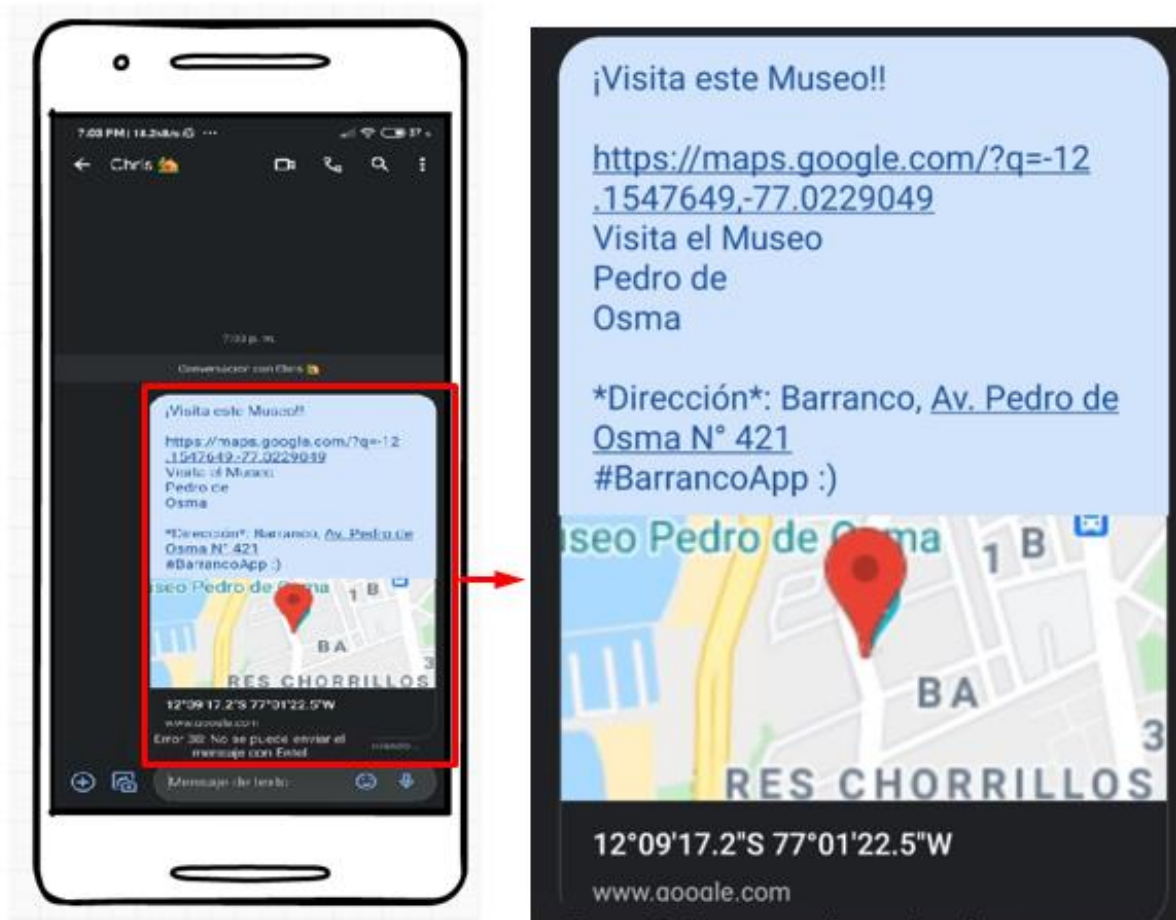 7:03 PM
Chris
7:03 p. m.
Conversación con Chris
¡Visita este Museo!!
https://maps.google.com/?q=-12
.1547649,-77.0229049
Visita el Museo
Pedro de
Osma
*Dirección*: Barranco, Av. Pedro de
Osma N° 421
#BarrancoApp :)
seo Pedro de Osma
1 B
BA
3
RES CHORRILLOS
12°09'17.2"S 77°01'22.5"W
www.google.com
Error 38: No se puede enviar el
mensaje con Entel
Mensaje de texto
¡Visita este Museo!!
https://maps.google.com/?q=-12
.1547649,-77.0229049
Visita el Museo
Pedro de
Osma
*Dirección*: Barranco, Av. Pedro de
Osma N° 421
#BarrancoApp :)
seo Pedro de Osma
1 B
BA
3
RES CHORRILLOS
12°09'17.2"S 77°01'22.5"W
www.google.com